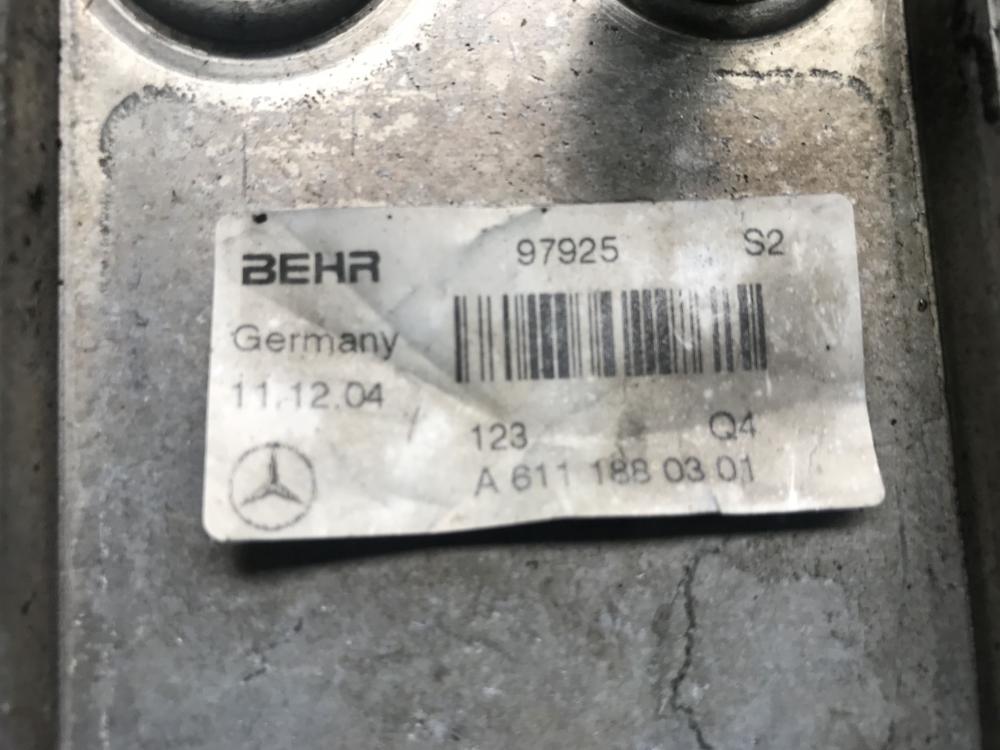 BEHR 97925 S2
Germany
11.12.04
123 Q4
A 611 188 03 01